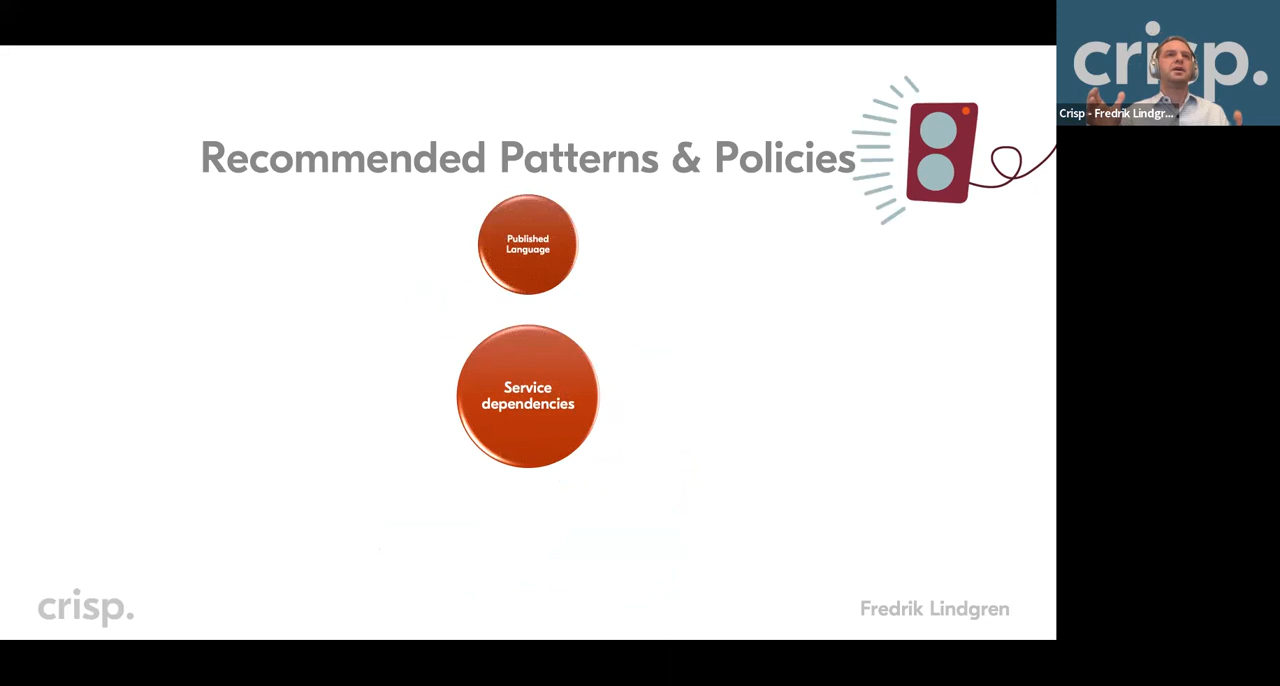 Recommended Patterns & Policies
Published
Language
Service
dependencies
crisp.
Fredrik Lindgren
crisp.
Crisp - Fredrik Lindgr...